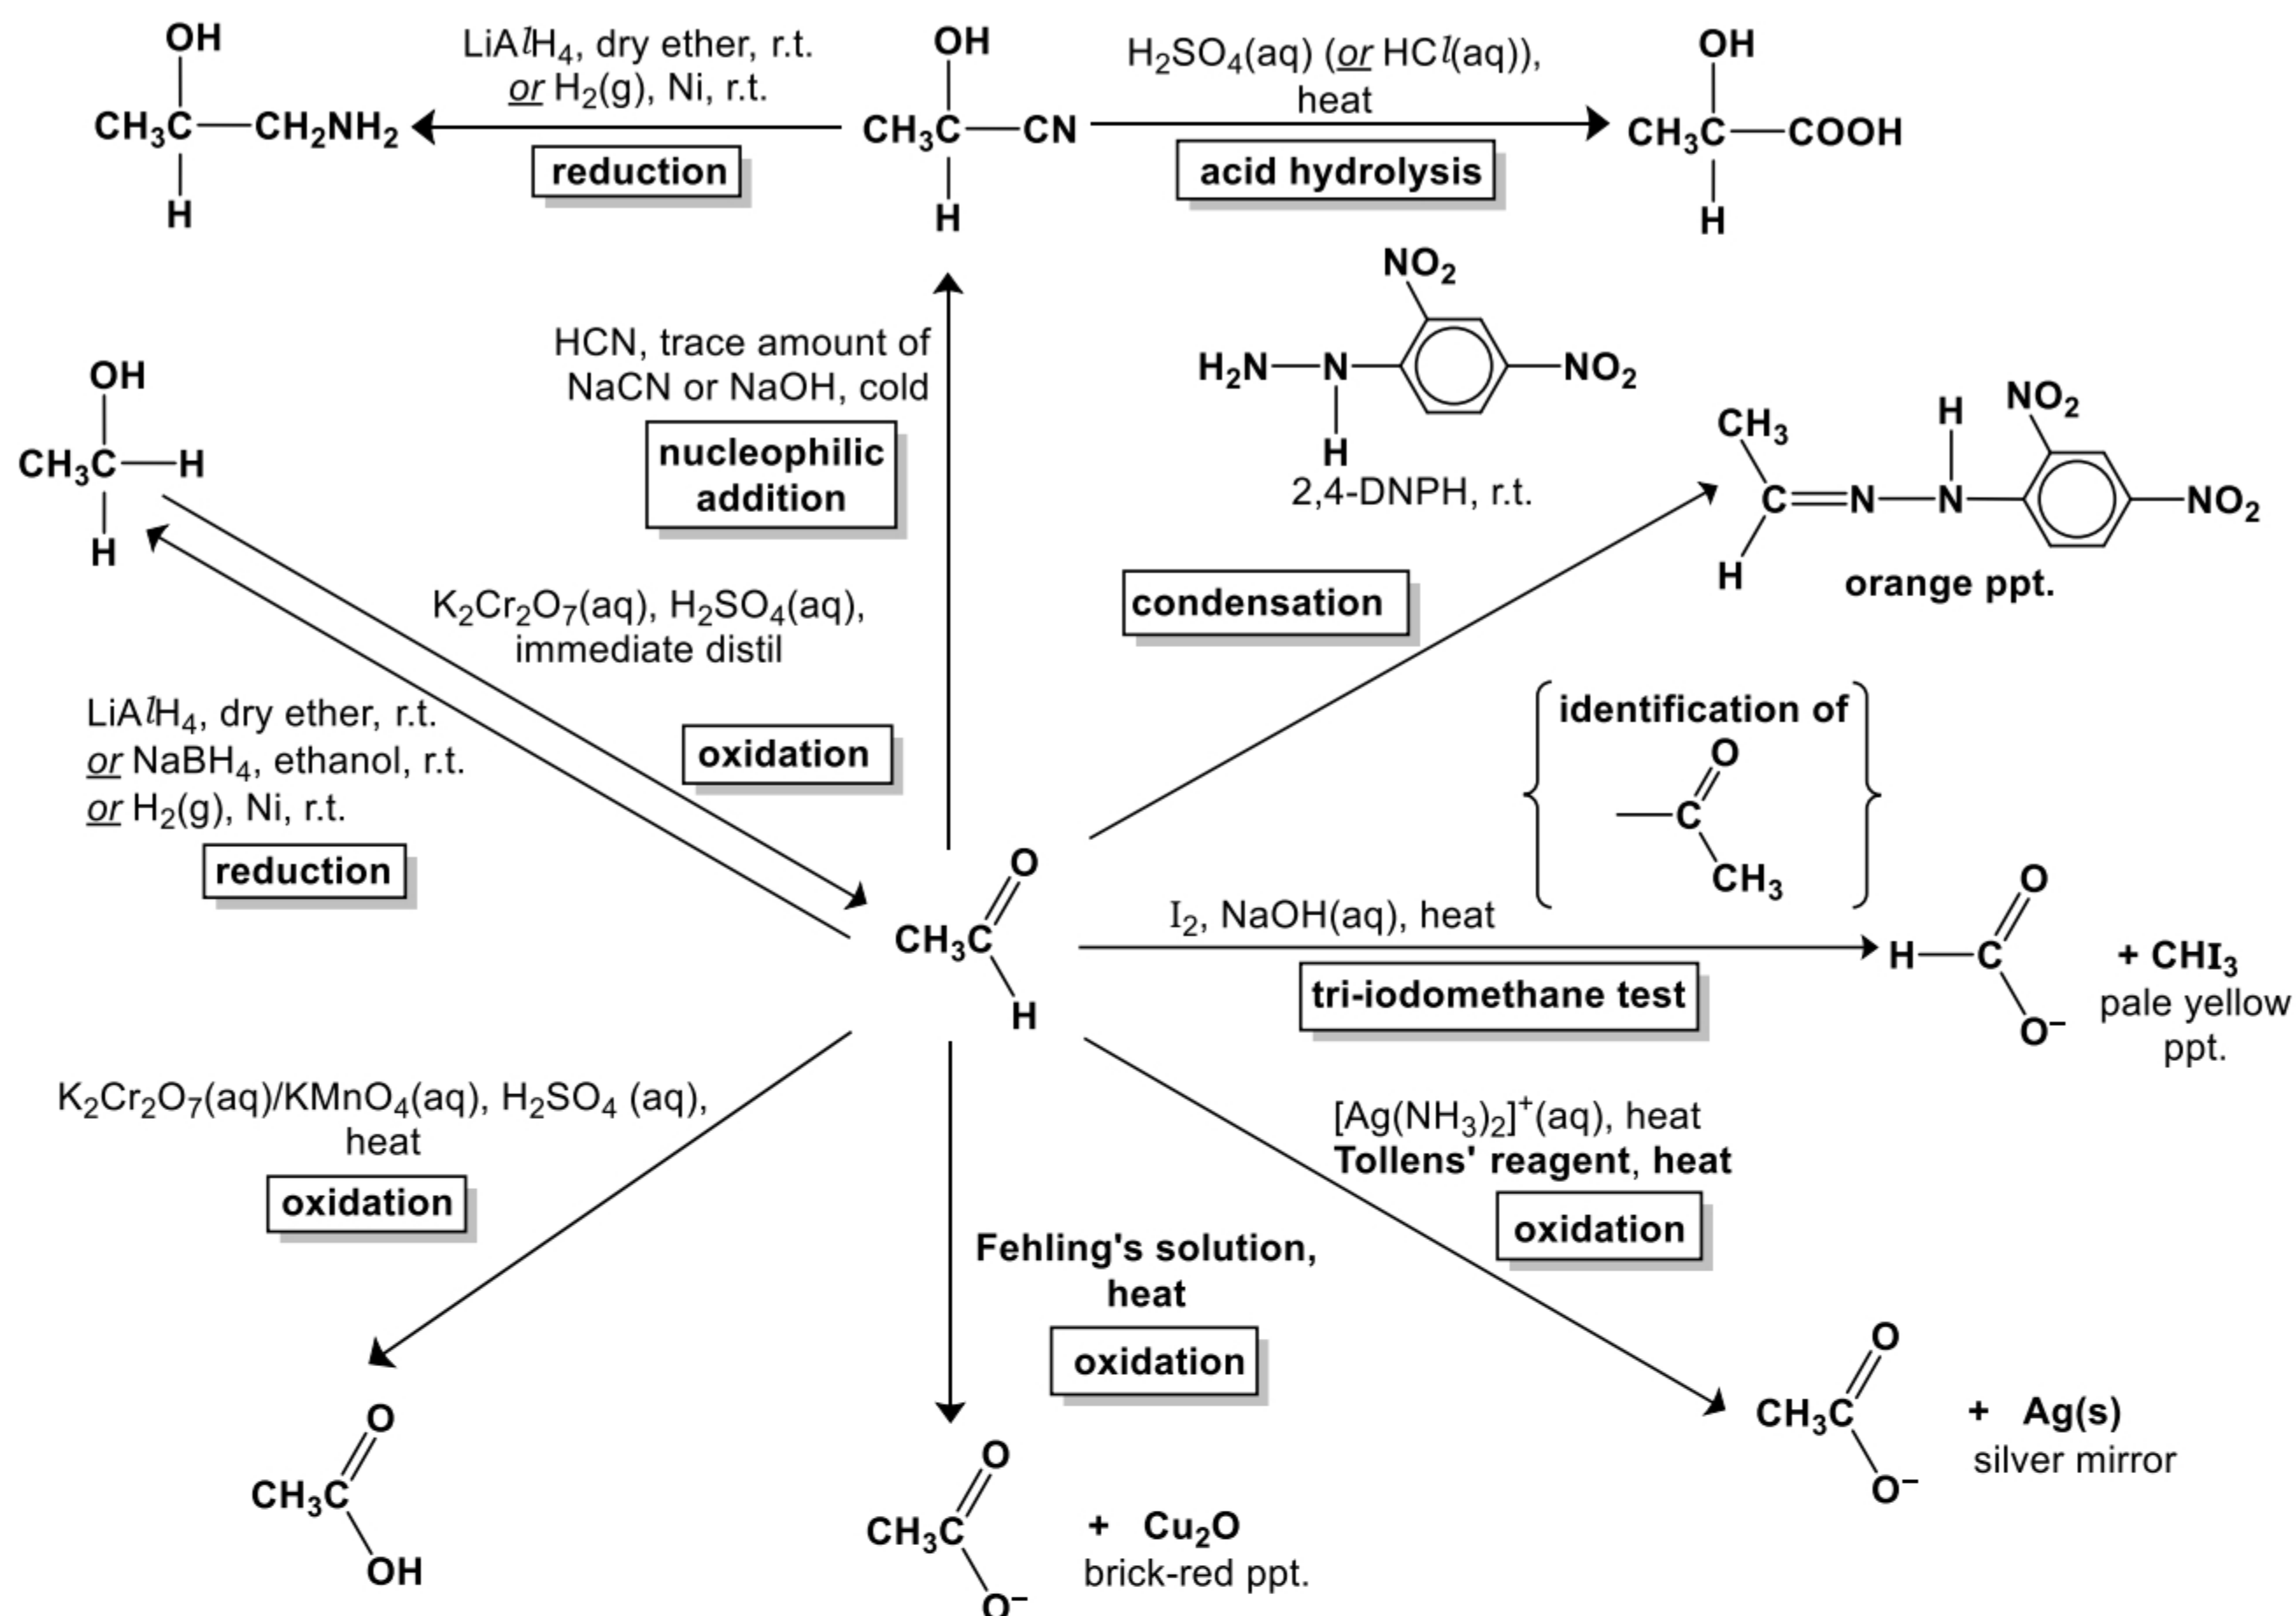 OH
CH3C—CH2NH2
H
LiAlH4, dry ether, r.t.
or H2(g), Ni, r.t.
reduction
OH
CH3C—CN
H
H2SO4(aq) (or HCl(aq)),
heat
acid hydrolysis
OH
CH3C—COOH
H
HCN, trace amount of
NaCN or NaOH, cold
nucleophilic
addition
NO2
H2N—N NO2
H
2,4-DNPH, r.t.
condensation
CH3 H NO2
C=N—N NO2
H
orange ppt.
OH
CH3C—H
H
K2Cr2O7(aq), H2SO4(aq),
immediate distil
oxidation
LiAlH4, dry ether, r.t.
or NaBH4, ethanol, r.t.
or H2(g), Ni, r.t.
reduction
identification of
O
C
CH3
O
CH3C
H
I2, NaOH(aq), heat
tri-iodomethane test
O
H—C
O−
+ CHI3
pale yellow
ppt.
K2Cr2O7(aq)/KMnO4(aq), H2SO4 (aq),
heat
oxidation
O
CH3C
OH
Fehling's solution,
heat
oxidation
O
CH3C
O−
+ Cu2O
brick-red ppt.
[Ag(NH3)2]+(aq), heat
Tollens' reagent, heat
oxidation
O
CH3C
O−
+ Ag(s)
silver mirror